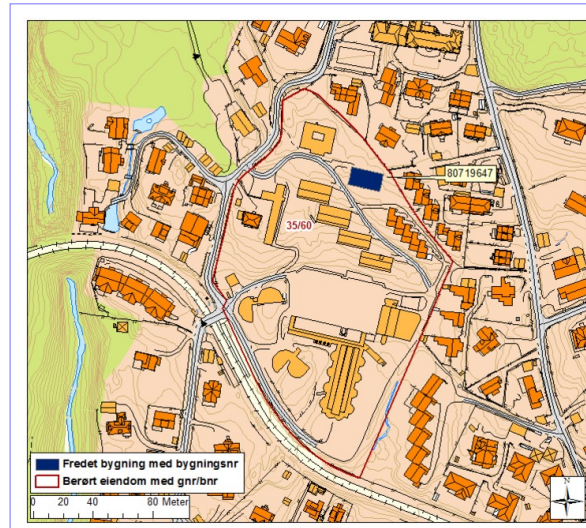 80719647
35/60
Fredet bygning med bygningsnr
Berørt eiendom med gnr/bnr
0 20 40 80 Meter
N